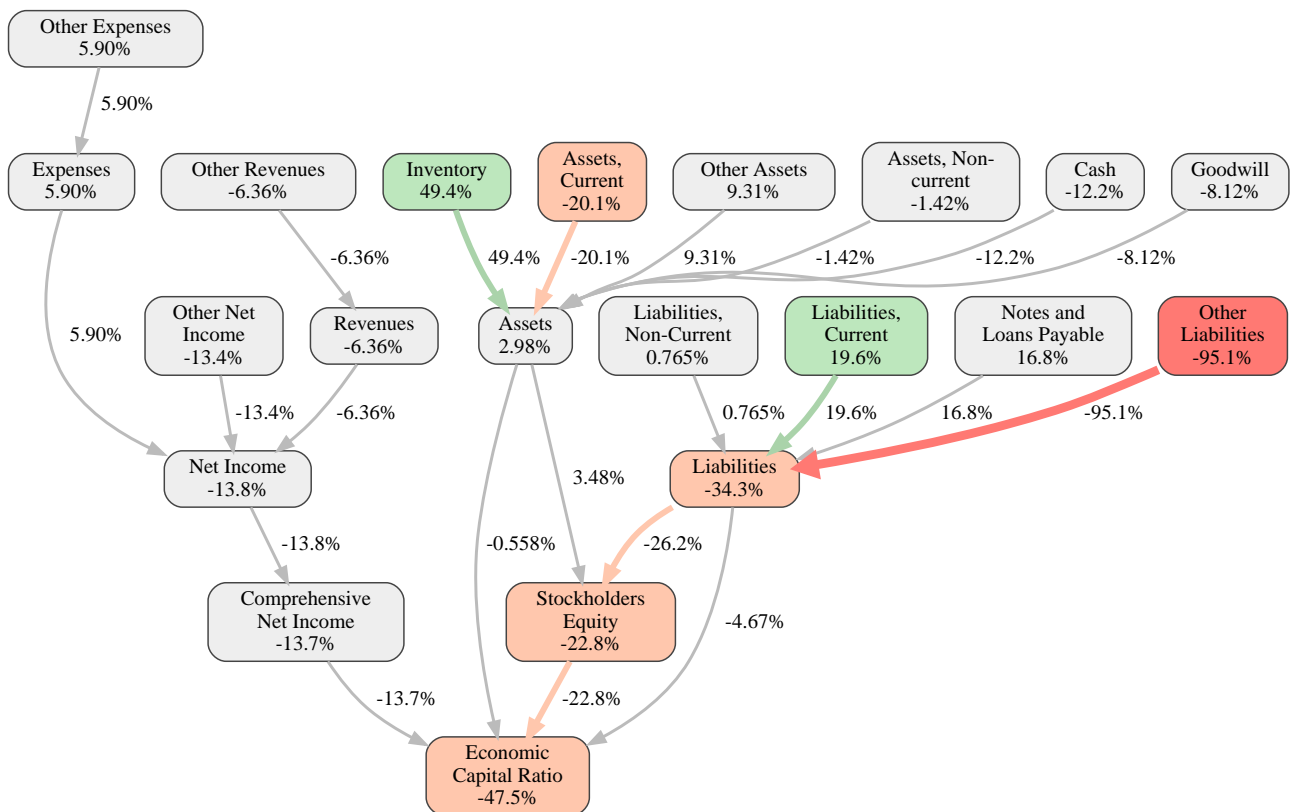 Other Expenses
5.90%
5.90%
Expenses
5.90%
Other Revenues
-6.36%
Inventory
49.4%
Assets,
Current
-20.1%
Other Assets
9.31%
Assets, Non-
current
-1.42%
Cash
-12.2%
Goodwill
-8.12%
-6.36%
49.4%
-20.1%
9.31%
-1.42%
-12.2%
-8.12%
5.90%
Other Net
Income
-13.4%
Revenues
-6.36%
Assets
2.98%
Liabilities,
Non-Current
0.765%
Liabilities,
Current
19.6%
Notes and
Loans Payable
16.8%
Other
Liabilities
-95.1%
-13.4%
-6.36%
0.765%
19.6%
16.8%
-95.1%
Net Income
-13.8%
3.48%
Liabilities
-34.3%
-13.8%
-0.558%
-26.2%
Comprehensive
Net Income
-13.7%
Stockholders
Equity
-22.8%
-4.67%
-13.7%
-22.8%
Economic
Capital Ratio
-47.5%